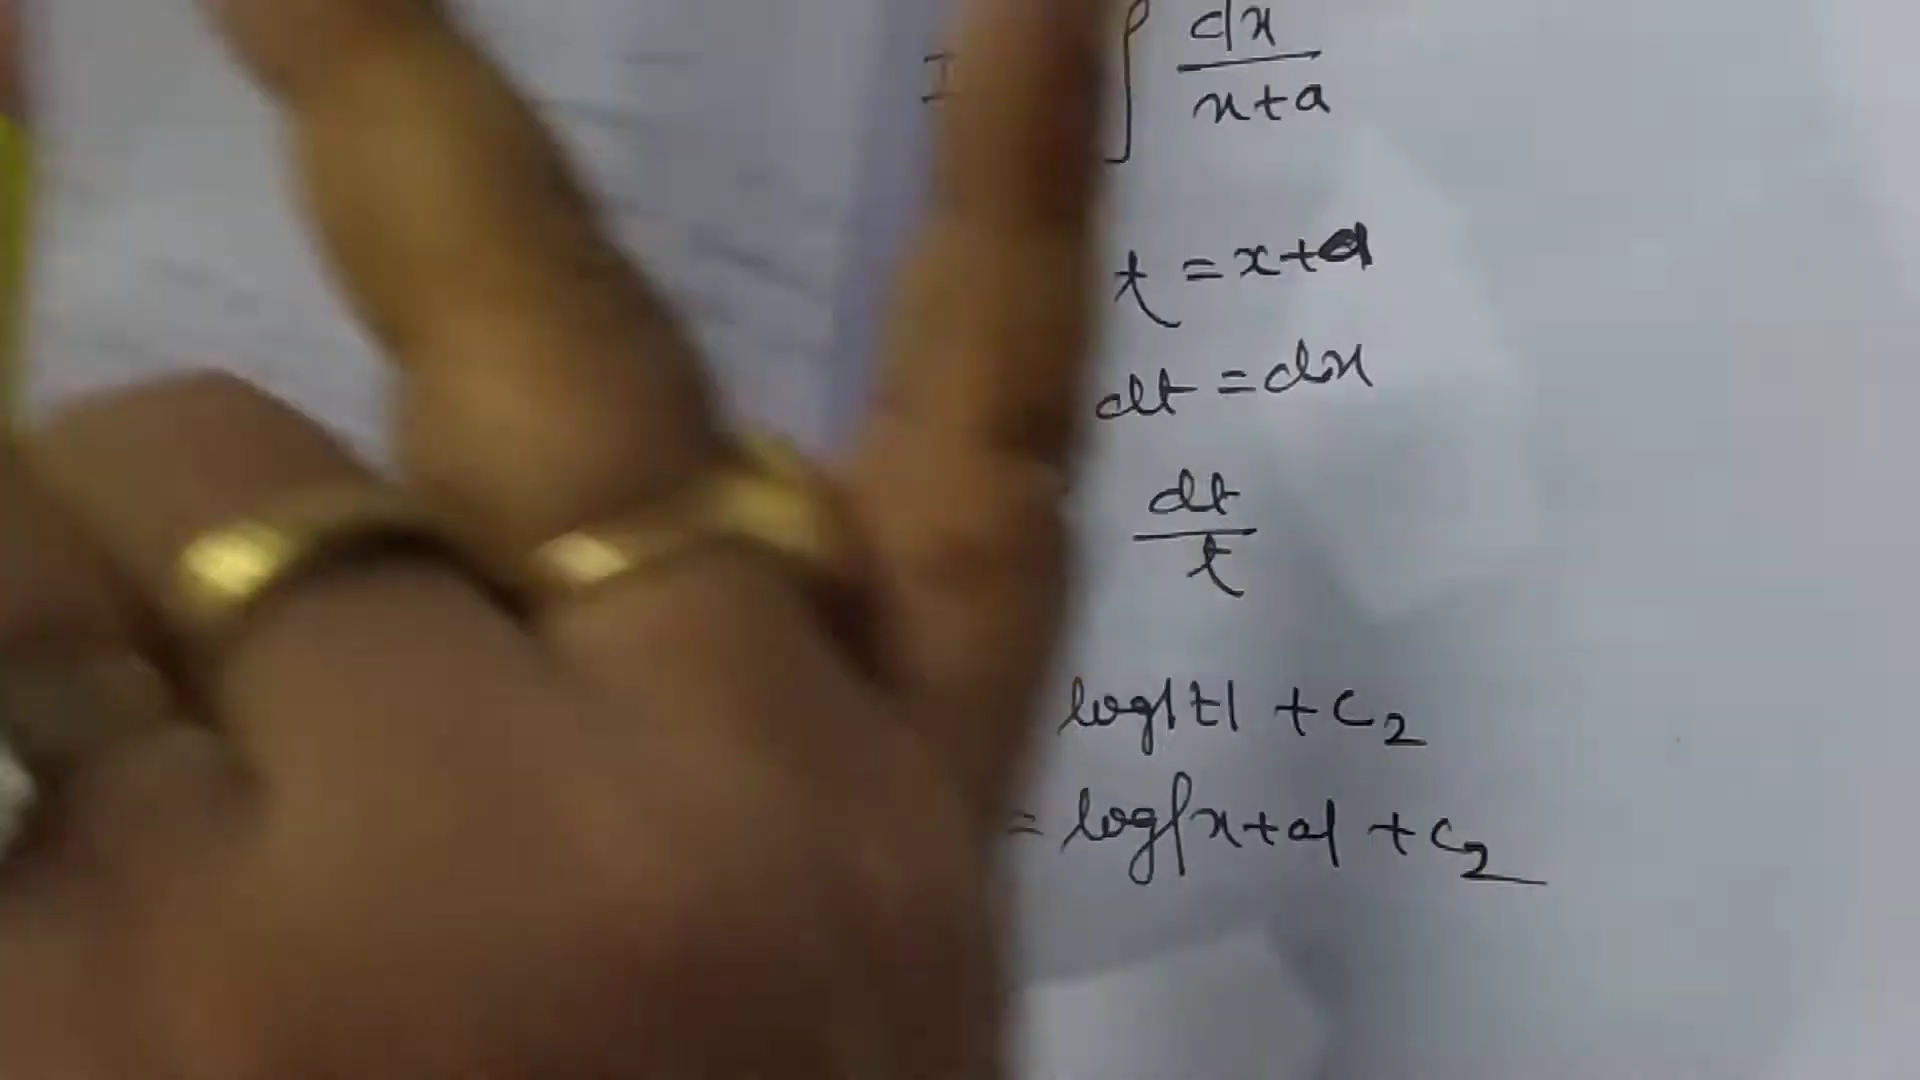 I ∫ dx
x+a
t = x+a
dt = dx
dt
t
log|t| + c2
= log|x+a| + c2